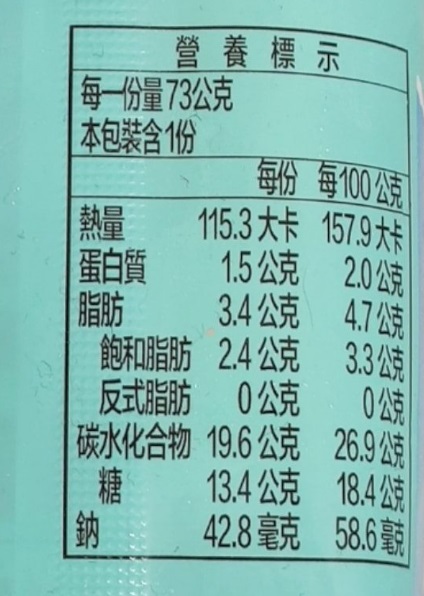 營養標示
每一份量73公克
本包裝含1份
每份 每100公克
熱量 115.3大卡 157.9大卡
蛋白質 1.5公克 2.0公克
脂肪 3.4公克 4.7公克
飽和脂肪 2.4公克 3.3公克
反式脂肪 0公克 0公克
碳水化合物 19.6公克 26.9公克
糖 13.4公克 18.4公克
鈉 42.8毫克 58.6毫克